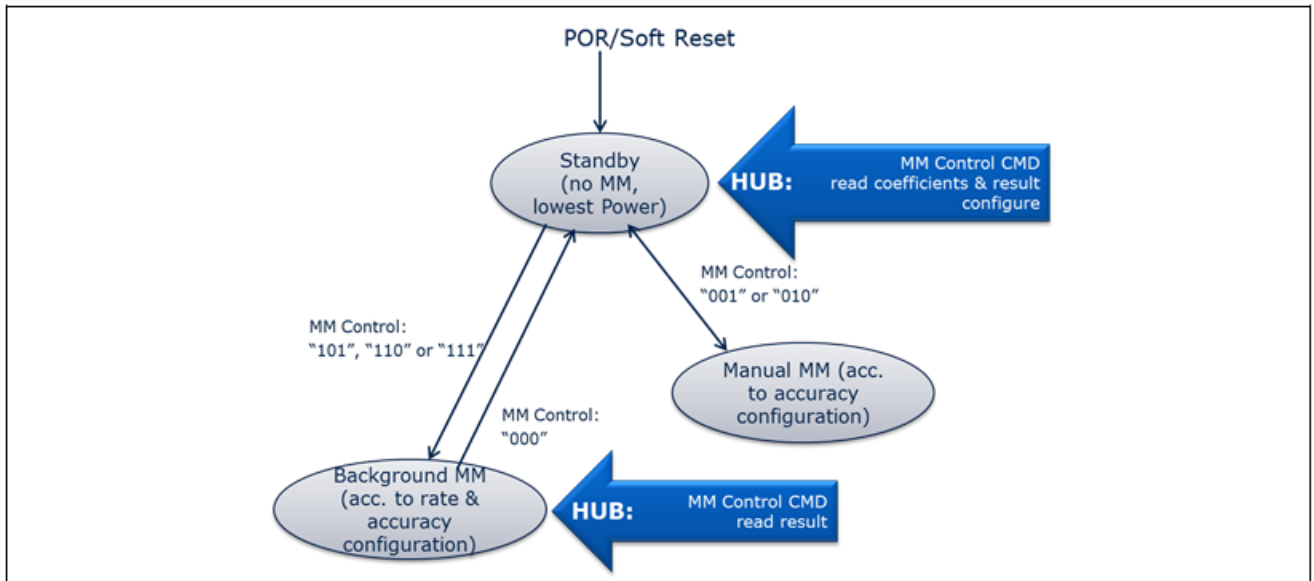 POR/Soft Reset
Standby
(no MM,
lowest Power)
HUB:
MM Control CMD
read coefficients & result
configure
MM Control:
"001" or "010"
MM Control:
"101", "110" or "111"
Manual MM (acc.
to accuracy
configuration)
MM Control:
"000"
Background MM
(acc. to rate &
accuracy
configuration)
HUB:
MM Control CMD
read result